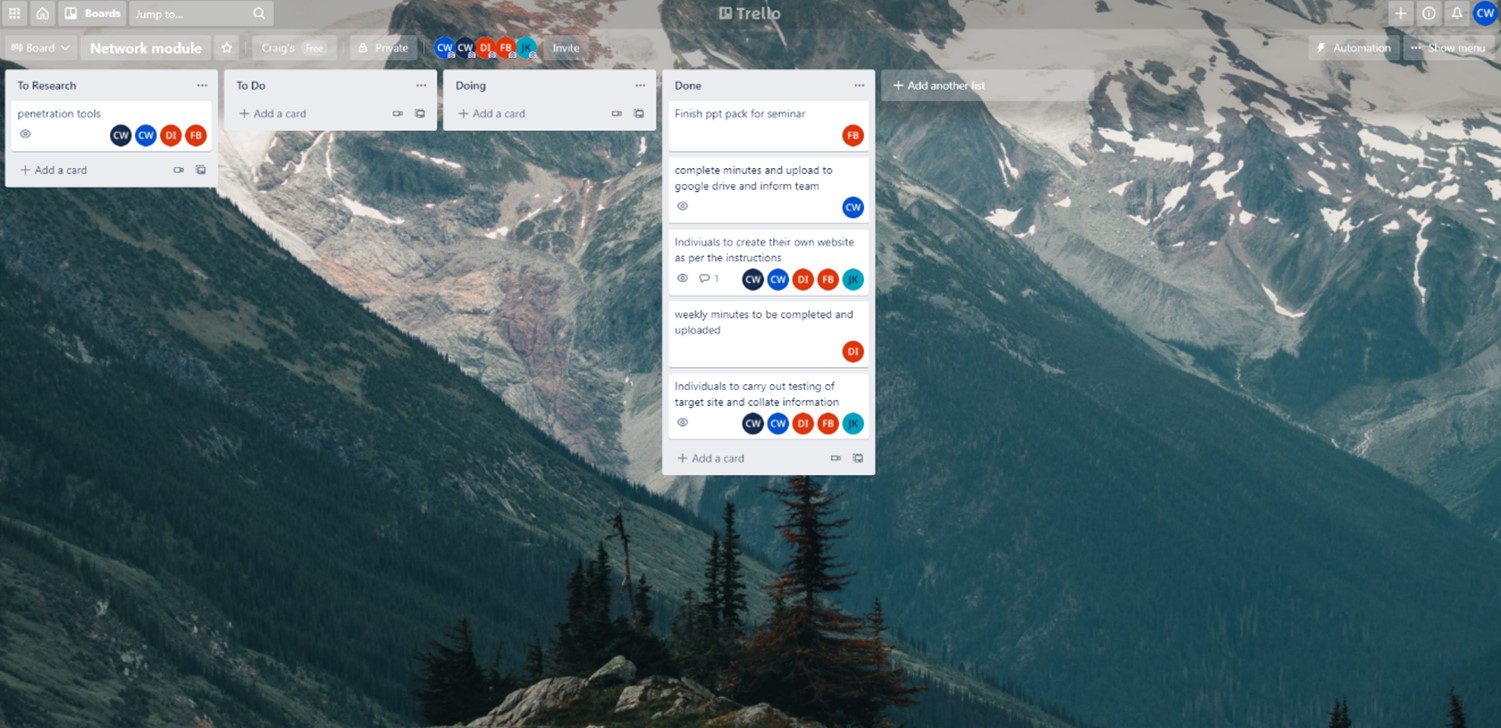 Boards
Jump to...
Trello
CW
Board
Network module
Craig's Free
Private
CW CW DI FB JK
Invite
Automation
Show menu
To Research
penetration tools
CW CW DI FB
+ Add a card
To Do
+ Add a card
Doing
+ Add a card
Done
Finish ppt pack for seminar
FB
complete minutes and upload to
google drive and inform team
CW
Indiviuals to create their own website
as per the instructions
1 CW CW DI FB JK
weekly minutes to be completed and
uploaded
DI
Individuals to carry out testing of
target site and collate information
CW CW DI FB JK
+ Add a card
+ Add another list